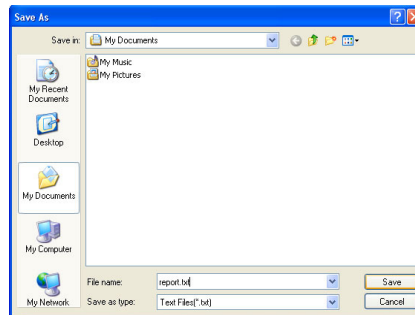 Save As
Save in:
My Documents
My Recent
Documents
Desktop
My Documents
My Computer
My Network
My Music
My Pictures
File name:
report.txt
Save
Save as type:
Text Files(*.txt)
Cancel